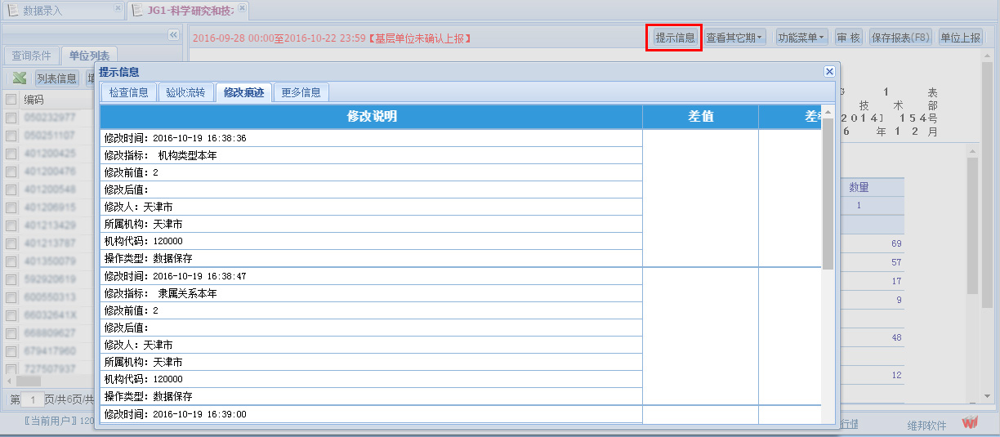 数据录入
JG1-科学研究和技
2016-09-28 00:00至2016-10-22 23:59【基层单位未确认上报】
提示信息 查看其它期 功能菜单 审 核 保存报表(F8) 单位上报
查询条件 单位列表
列表信息
编码
050232977
050251107
401200425
401200476
401200548
401206915
401213429
401213787
401350079
592920619
600550313
66032641X
668809627
679417960
727507937
第 1 页/共6页/共
〖当前用户〗120
提示信息
检查信息 验收流转 修改痕迹 更多信息
修改说明 差值 差率
修改时间：2016-10-19 16:38:36
修改指标： 机构类型本年
修改前值：2
修改后值：
修改人：天津市
所属机构：天津市
机构代码：120000
操作类型：数据保存
修改时间：2016-10-19 16:38:47
修改指标： 隶属关系本年
修改前值：2
修改后值：
修改人：天津市
所属机构：天津市
机构代码：120000
操作类型：数据保存
修改时间：2016-10-19 16:39:00
G 1 表
技 术 部
2014］ 154号
6 年 1 2 月
数量
1
69
57
17
9
48
12
行情
维邦软件